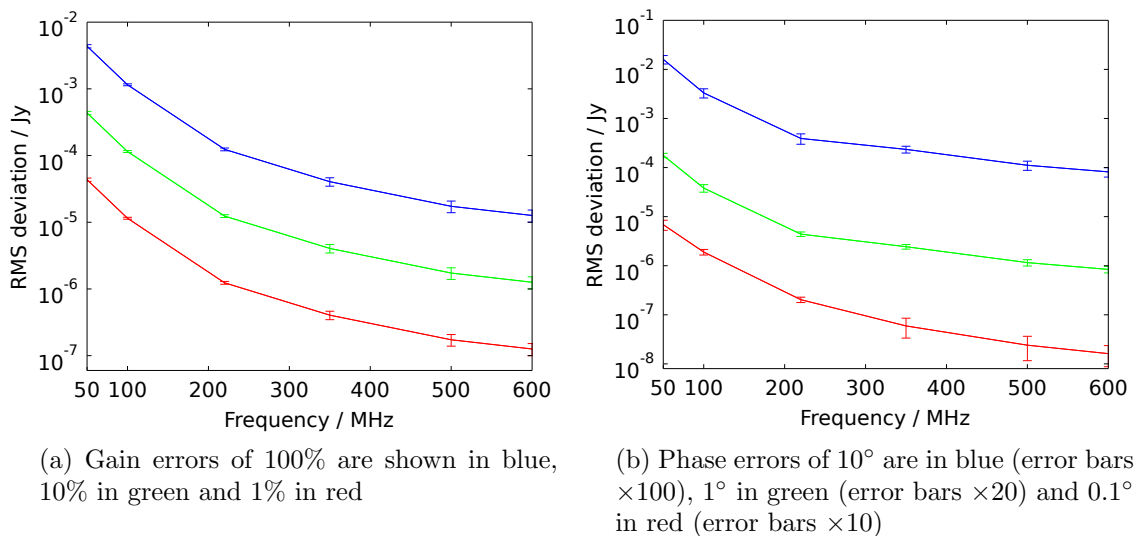 10^-2
10^-3
10^-4
10^-5
10^-6
10^-7
RMS deviation / Jy
50 100 200 300 400 500 600
Frequency / MHz
(a) Gain errors of 100% are shown in blue,
10% in green and 1% in red
10^-1
10^-2
10^-3
10^-4
10^-5
10^-6
10^-7
10^-8
RMS deviation / Jy
50 100 200 300 400 500 600
Frequency / MHz
(b) Phase errors of 10° are in blue (error bars
×100), 1° in green (error bars ×20) and 0.1°
in red (error bars ×10)